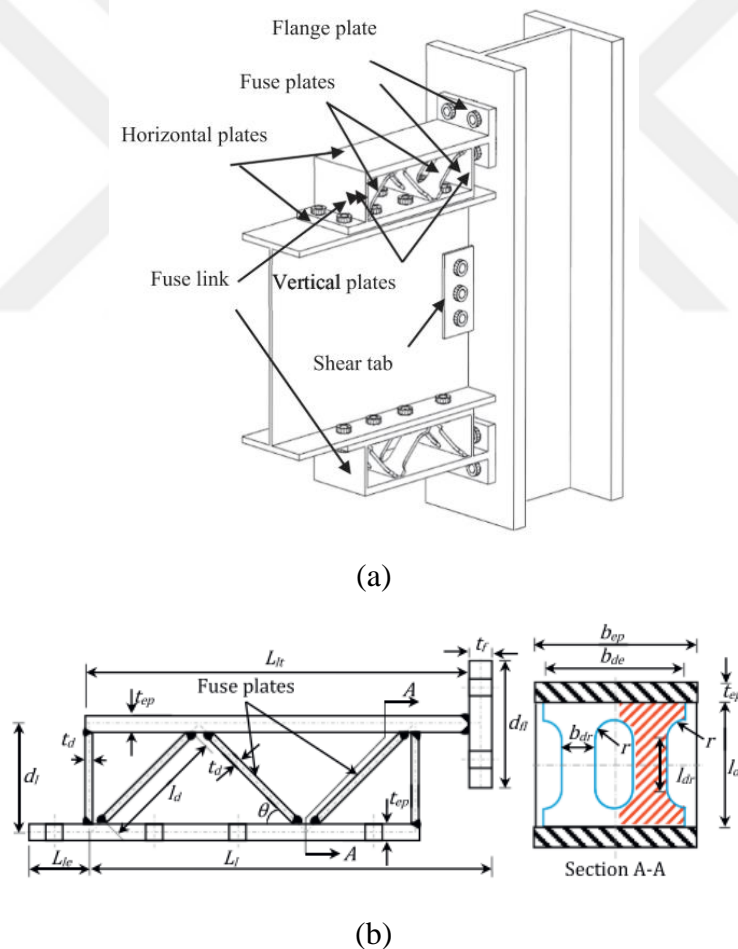 Flange plate
Fuse plates
Horizontal plates
Fuse link
Vertical plates
Shear tab
(a)
L_lt
t_f
b_ep
b_de
t_ep
Fuse plates
A
t_ep
d_fl
b_dr
r
r
t_d
d_l
t_d
l_d
l_dr
t_ep
θ
L_le
L_l
A
Section A-A
(b)